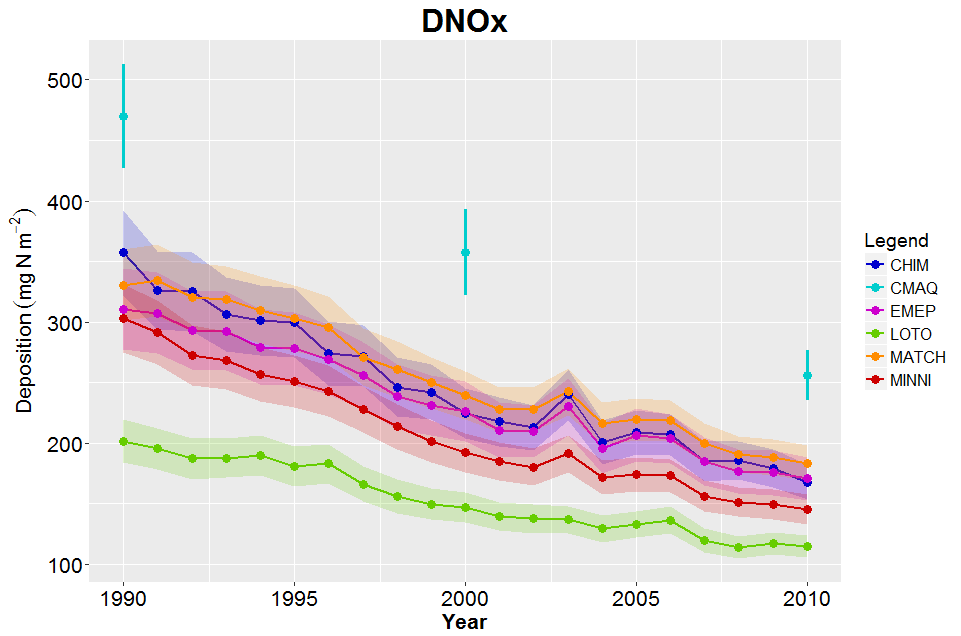 DNOx
Deposition (mg N m⁻²)
500
400
300
200
100
1990
1995
2000
2005
2010
Year
Legend
CHIM
CMAQ
EMEP
LOTO
MATCH
MINNI